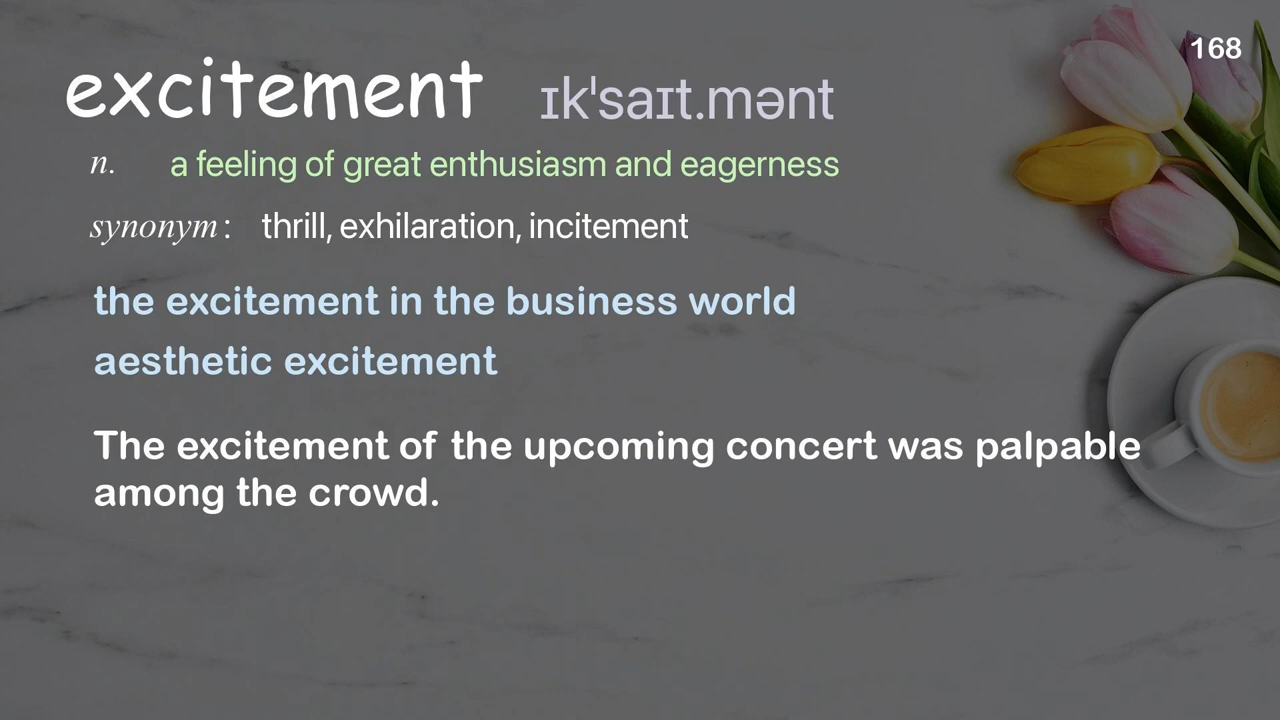 168
excitement ɪkˈsaɪt.mənt
n. a feeling of great enthusiasm and eagerness
synonym: thrill, exhilaration, incitement
the excitement in the business world
aesthetic excitement
The excitement of the upcoming concert was palpable
among the crowd.